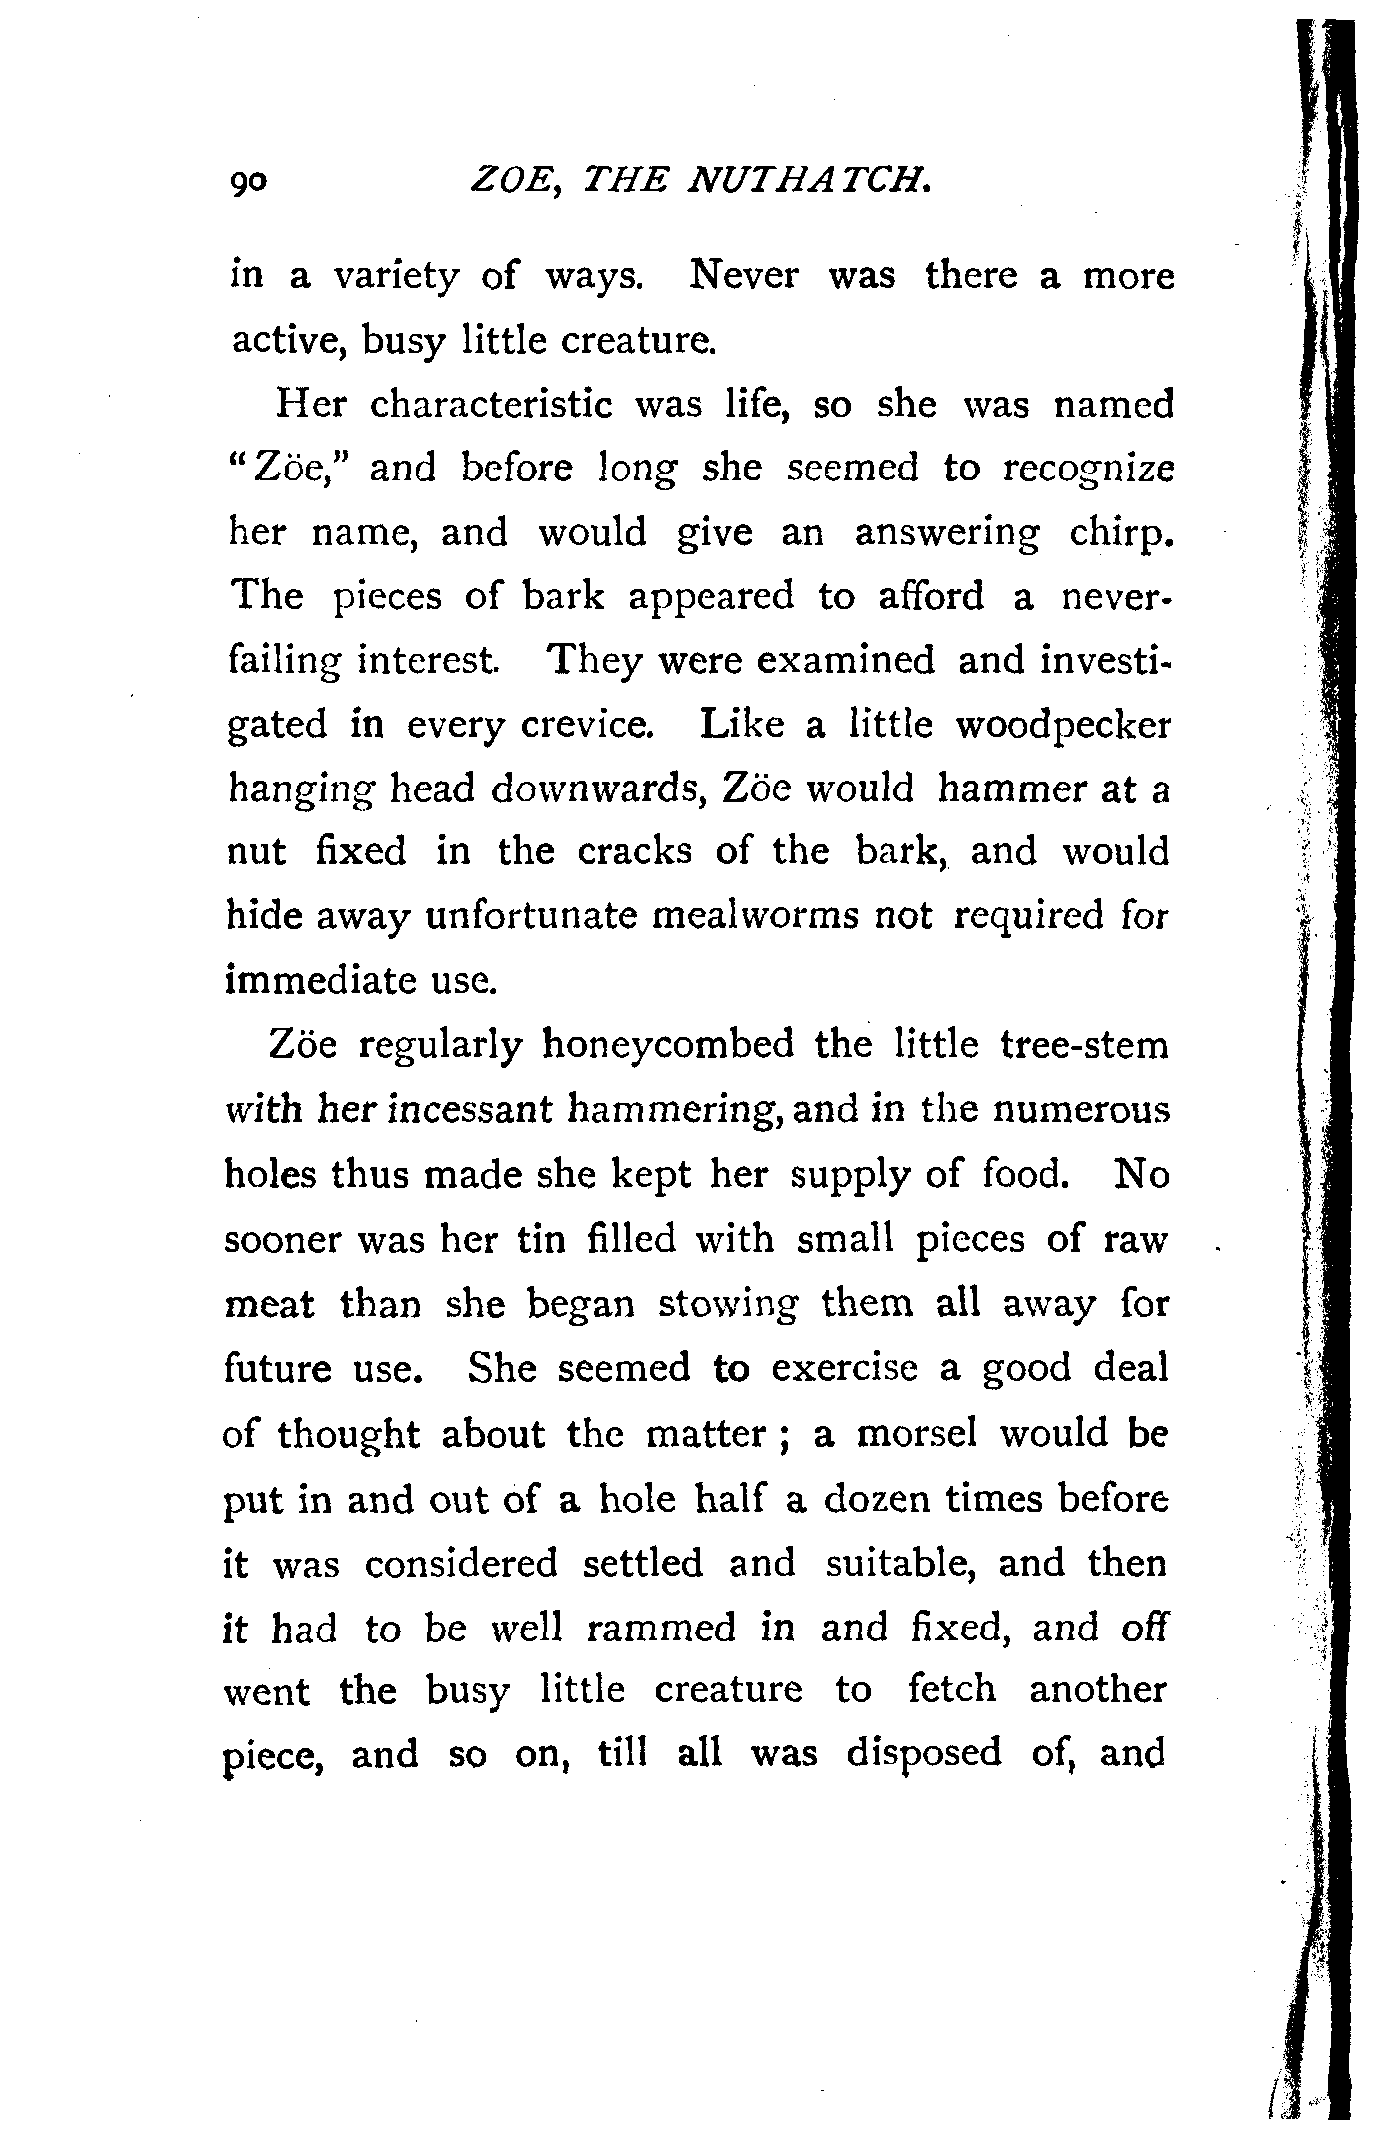 90 ZOE, THE NUTHATCH.
in a variety of ways. Never was there a more
active, busy little creature.
Her characteristic was life, so she was named
"Zöe," and before long she seemed to recognize
her name, and would give an answering chirp.
The pieces of bark appeared to afford a never-
failing interest. They were examined and investi-
gated in every crevice. Like a little woodpecker
hanging head downwards, Zöe would hammer at a
nut fixed in the cracks of the bark, and would
hide away unfortunate mealworms not required for
immediate use.
Zöe regularly honeycombed the little tree-stem
with her incessant hammering, and in the numerous
holes thus made she kept her supply of food. No
sooner was her tin filled with small pieces of raw
meat than she began stowing them all away for
future use. She seemed to exercise a good deal
of thought about the matter ; a morsel would be
put in and out of a hole half a dozen times before
it was considered settled and suitable, and then
it had to be well rammed in and fixed, and off
went the busy little creature to fetch another
piece, and so on, till all was disposed of, and